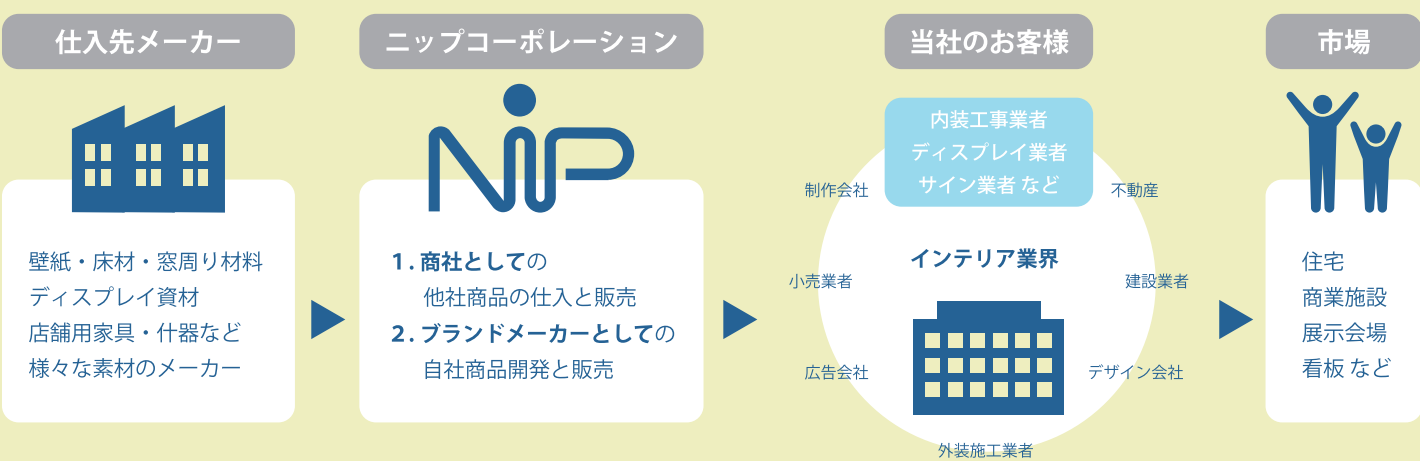 仕入先メーカー
壁紙・床材・窓周り材料
ディスプレイ資材
店舗用家具・什器など
様々な素材のメーカー
ニップコーポレーション
NiP
1. 商社としての
他社商品の仕入と販売
2. ブランドメーカーとしての
自社商品開発と販売
当社のお客様
内装工事業者
ディスプレイ業者
サイン業者 など
制作会社
不動産
インテリア業界
小売業者
建設業者
広告会社
デザイン会社
外装施工業者
市場
住宅
商業施設
展示会場
看板 など